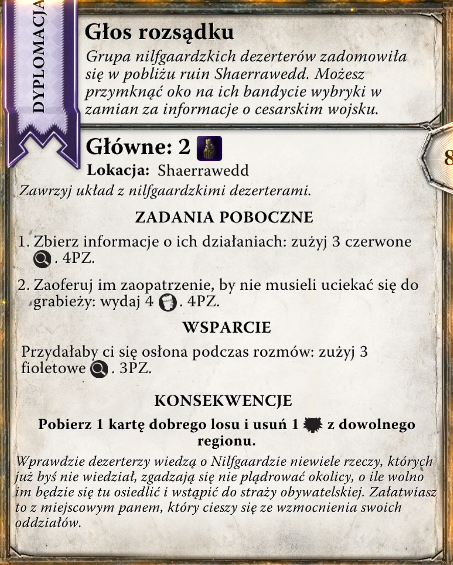 DYPLOMACJA
Głos rozsądku
Grupa nilfgaardzkich dezerterów zadomowiła
się w pobliżu ruin Shaerrawedd. Możesz
przymknąć oko na ich bandycie wybryki w
zamian za informacje o cesarskim wojsku.
Główne: 2
8
Lokacja: Shaerrawedd
Zawrzyj układ z nilfgaardzkimi dezerterami.
ZADANIA POBOCZNE
1. Zbierz informacje o ich działaniach: zużyj 3 czerwone
. 4PZ.
2. Zaoferuj im zaopatrzenie, by nie musieli uciekać się do
grabieży: wydaj 4 . 4PZ.
WSPARCIE
Przydałaby ci się osłona podczas rozmów: zużyj 3
fioletowe . 3PZ.
KONSEKWENCJE
Pobierz 1 kartę dobrego losu i usuń 1 z dowolnego
regionu.
Wprawdzie dezerterzy wiedzą o Nilfgaardzie niewiele rzeczy, których
już byś nie wiedział, zgadzają się nie plądrować okolicy, o ile wolno
im będzie się tu osiedlić i wstąpić do straży obywatelskiej. Załatwiasz
to z miejscowym panem, który cieszy się ze wzmocnienia swoich
oddziałów.